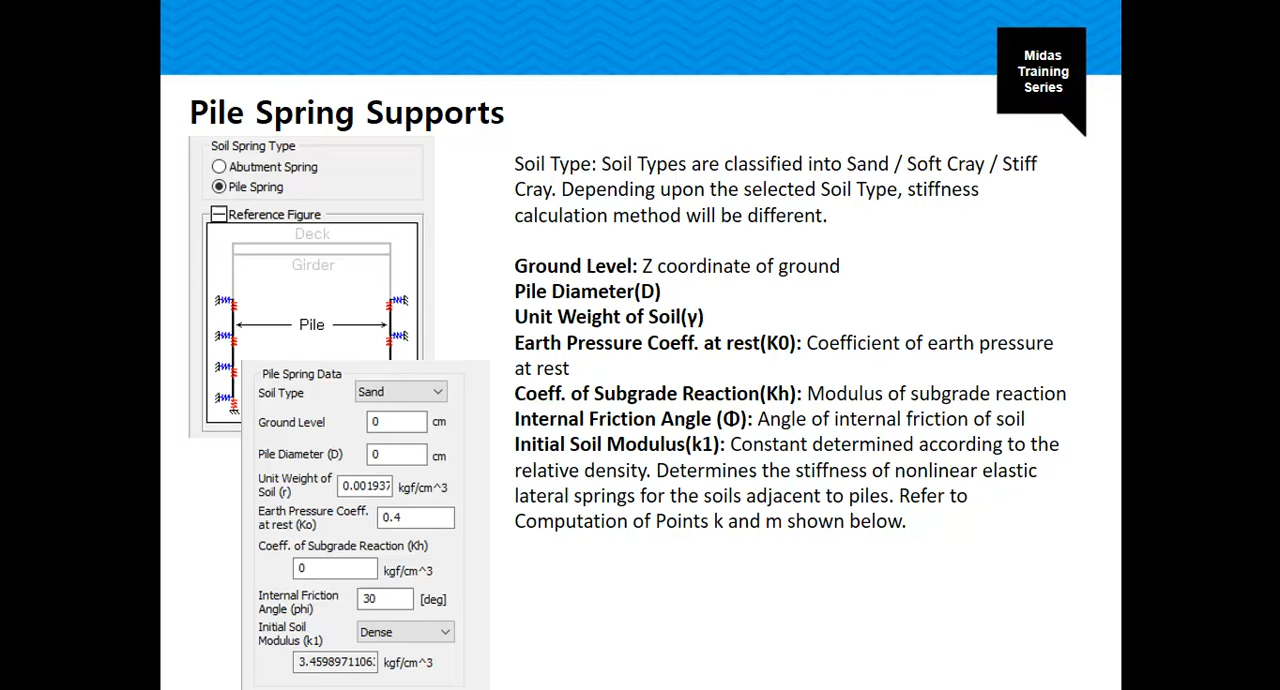 Midas
Training
Series
Pile Spring Supports
Soil Spring Type
Abutment Spring
Pile Spring
Reference Figure
Deck
Girder
Pile
Pile Spring Data
Soil Type
Sand
Ground Level
0
cm
Pile Diameter (D)
0
cm
Unit Weight of
Soil (r)
0.001937
kgf/cm^3
Earth Pressure Coeff.
at rest (Ko)
0.4
Coeff. of Subgrade Reaction (Kh)
0
kgf/cm^3
Internal Friction
Angle (phi)
30
[deg]
Initial Soil
Modulus (k1)
Dense
3.4598971106
kgf/cm^3
Soil Type: Soil Types are classified into Sand / Soft Cray / Stiff
Cray. Depending upon the selected Soil Type, stiffness
calculation method will be different.
Ground Level: Z coordinate of ground
Pile Diameter(D)
Unit Weight of Soil(γ)
Earth Pressure Coeff. at rest(K0): Coefficient of earth pressure
at rest
Coeff. of Subgrade Reaction(Kh): Modulus of subgrade reaction
Internal Friction Angle (Φ): Angle of internal friction of soil
Initial Soil Modulus(k1): Constant determined according to the
relative density. Determines the stiffness of nonlinear elastic
lateral springs for the soils adjacent to piles. Refer to
Computation of Points k and m shown below.